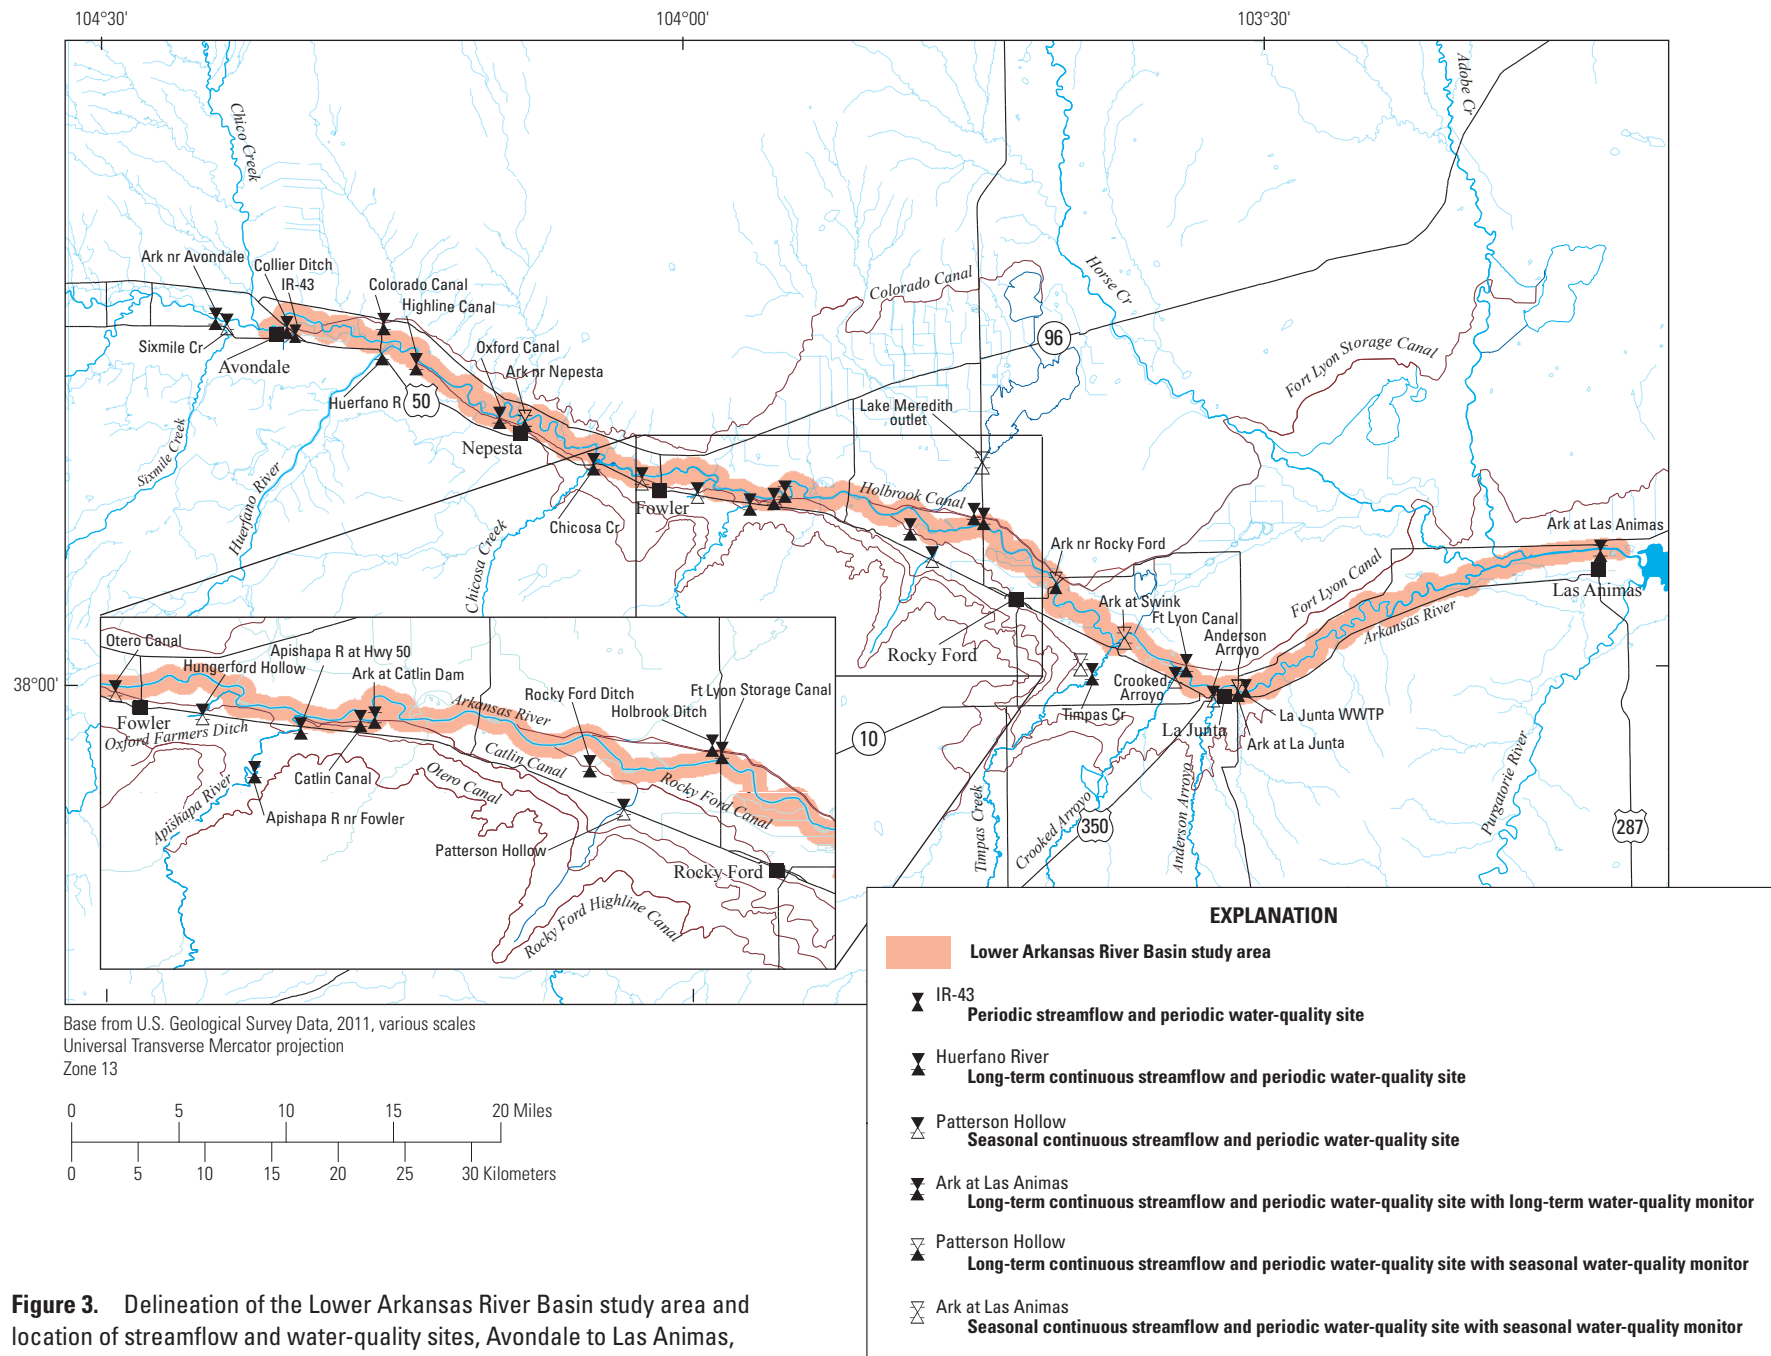 104°30'
104°00'
103°30'
Chico Creek
Adobe Cr
Ark nr Avondale
Collier Ditch
IR-43
Colorado Canal
Highline Canal
Colorado Canal
Horse Cr
96
Sixmile Cr
Avondale
Oxford Canal
Ark nr Nepesta
Fort Lyon Storage Canal
Huerfano R
50
Lake Meredith
outlet
Nepesta
Sixmile Creek
Huerfano River
Chicosa Cr
Chicosa Creek
Fowler
Holbrook Canal
Ark nr Rocky Ford
Ark at Las Animas
Las Animas
Fort Lyon Canal
Arkansas River
Ark at Swink
Ft Lyon Canal
Anderson
Arroyo
Rocky Ford
Crooked
Arroyo
Timpas Cr
La Junta
La Junta WWTP
Ark at La Junta
38°00'
Otero Canal
Hungerford Hollow
Apishapa R at Hwy 50
Ark at Catlin Dam
Rocky Ford Ditch
Holbrook Ditch
Ft Lyon Storage Canal
Fowler
Oxford Farmers Ditch
Arkansas River
Catlin Canal
Catlin Canal
Otero Canal
Rocky Ford Canal
Apishapa River
Apishapa R nr Fowler
Patterson Hollow
Rocky Ford
Rocky Ford Highline Canal
10
Timpas Creek
Crooked Arroyo
350
Anderson Arroyo
Purgatorie River
287
EXPLANATION
Lower Arkansas River Basin study area
IR-43
Periodic streamflow and periodic water-quality site
Huerfano River
Long-term continuous streamflow and periodic water-quality site
Patterson Hollow
Seasonal continuous streamflow and periodic water-quality site
Ark at Las Animas
Long-term continuous streamflow and periodic water-quality site with long-term water-quality monitor
Patterson Hollow
Long-term continuous streamflow and periodic water-quality site with seasonal water-quality monitor
Ark at Las Animas
Seasonal continuous streamflow and periodic water-quality site with seasonal water-quality monitor
Base from U.S. Geological Survey Data, 2011, various scales
Universal Transverse Mercator projection
Zone 13
0 5 10 15 20 Miles
0 5 10 15 20 25 30 Kilometers
Figure 3. Delineation of the Lower Arkansas River Basin study area and
location of streamflow and water-quality sites, Avondale to Las Animas,